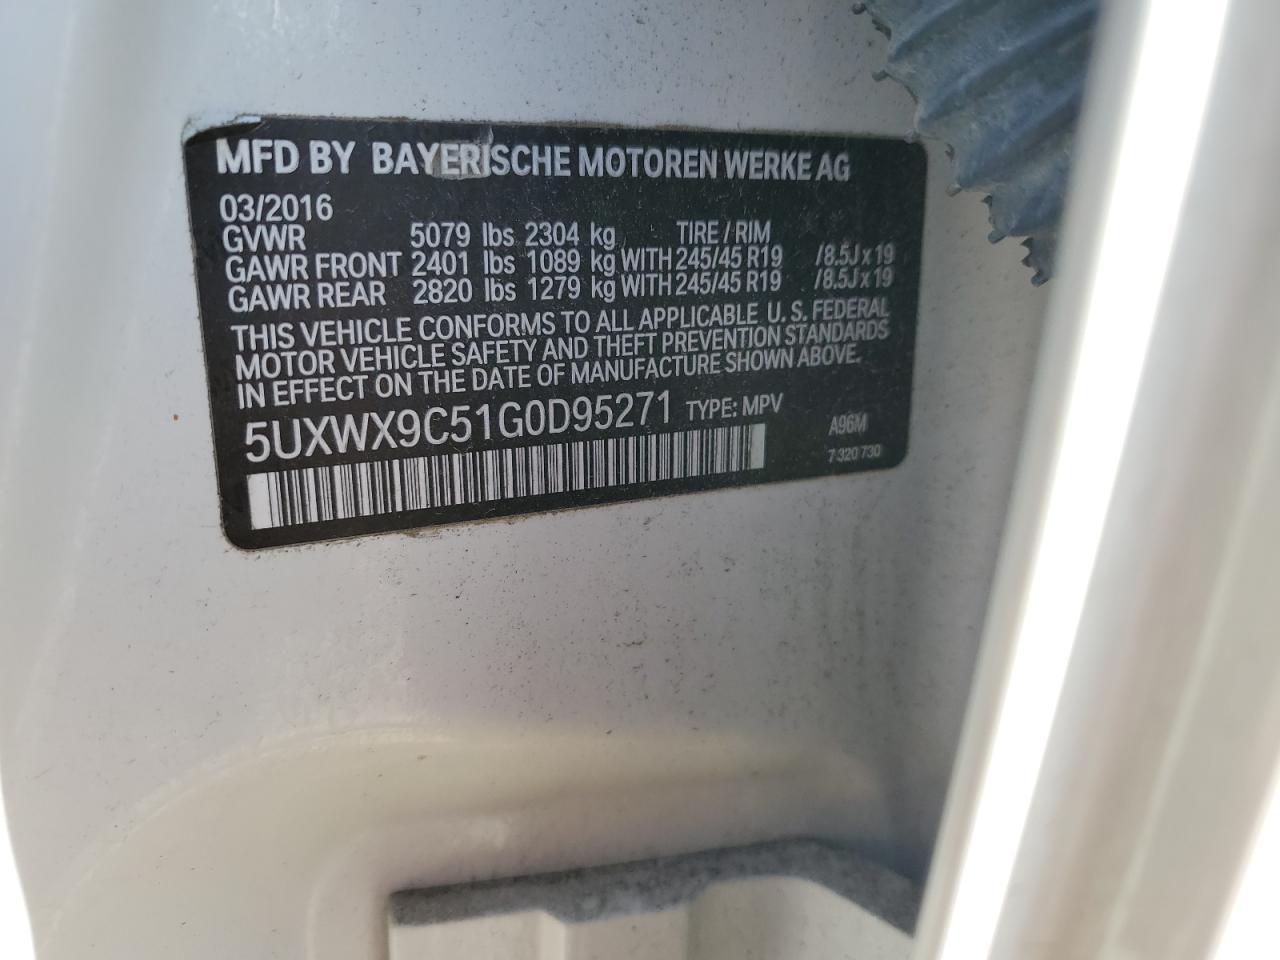 MFD BY BAYERISCHE MOTOREN WERKE AG
03/2016
GVWR 5079 lbs 2304 kg TIRE / RIM
GAWR FRONT 2401 lbs 1089 kg WITH 245/45 R19 /8.5J x 19
GAWR REAR 2820 lbs 1279 kg WITH 245/45 R19 /8.5J x 19
THIS VEHICLE CONFORMS TO ALL APPLICABLE U. S. FEDERAL
MOTOR VEHICLE SAFETY AND THEFT PREVENTION STANDARDS
IN EFFECT ON THE DATE OF MANUFACTURE SHOWN ABOVE.
5UXWX9C51G0D95271 TYPE: MPV A96M
7 320 730